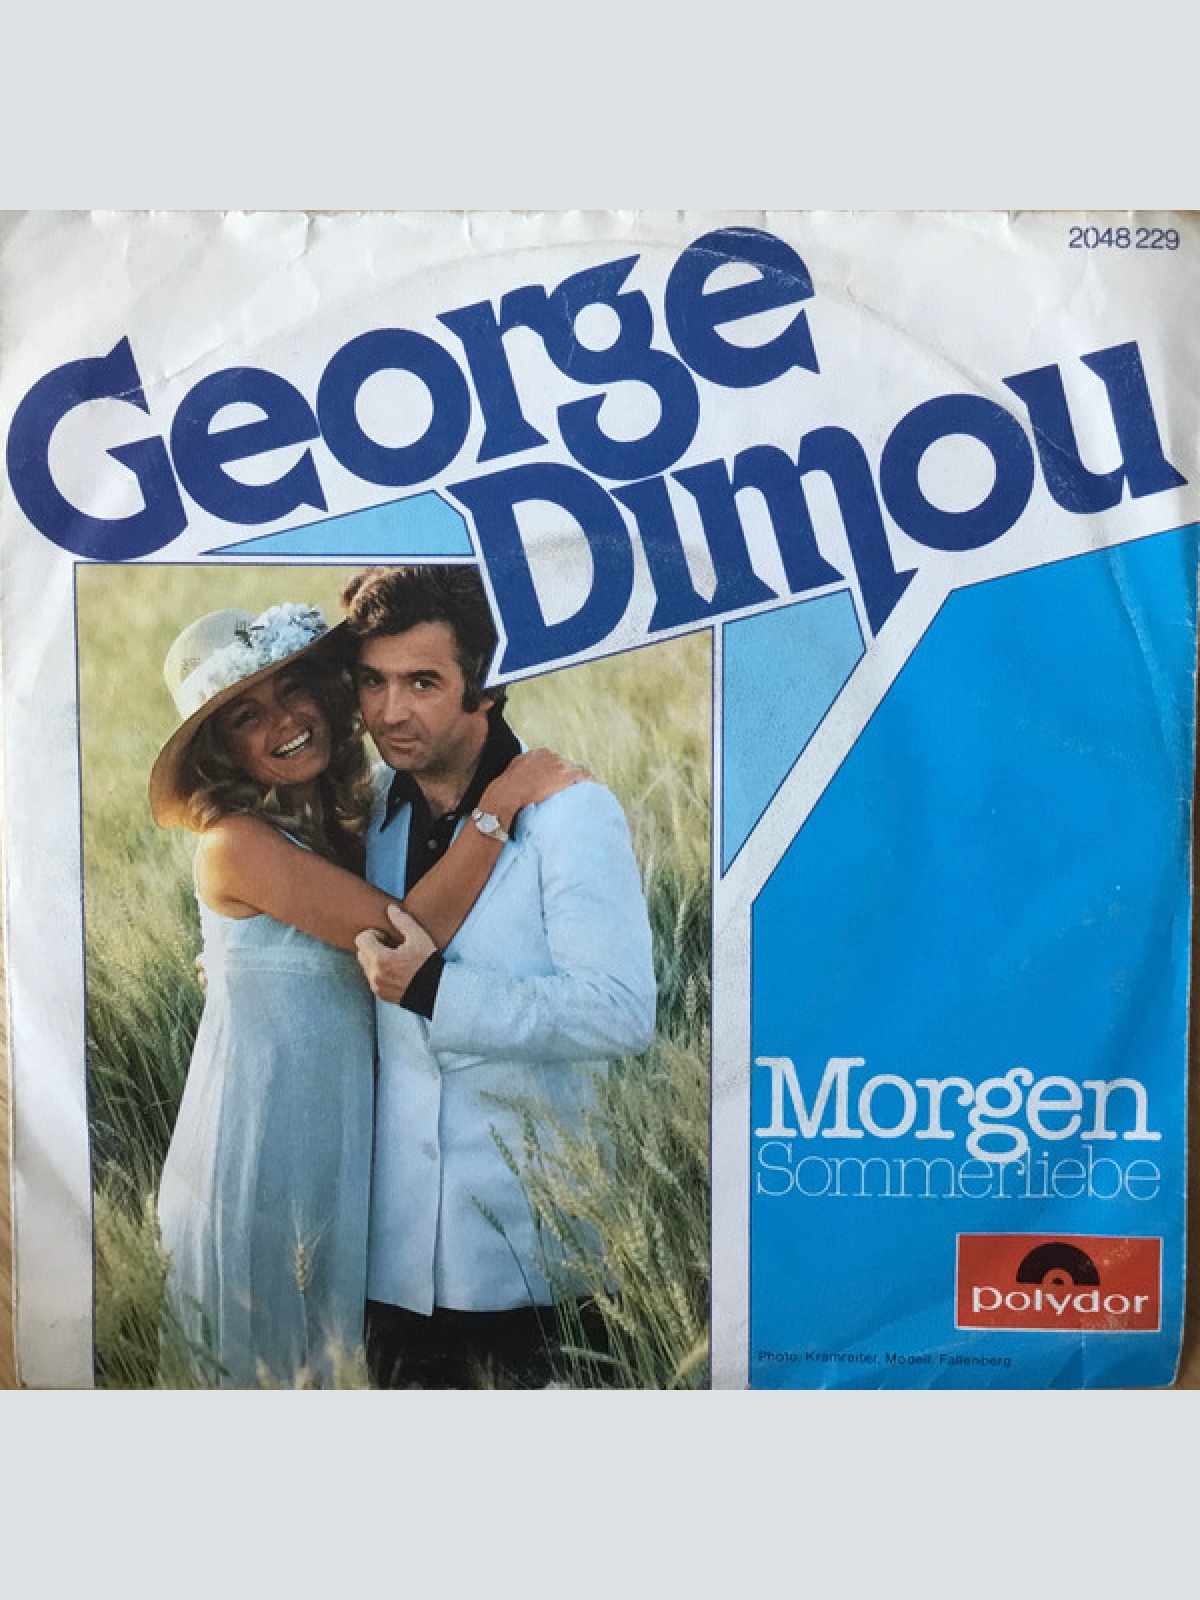 2048 229
George
Dimou
Morgen
Sommerliebe
polydor
Photo: Kramreiter, Modell: Fallenberg